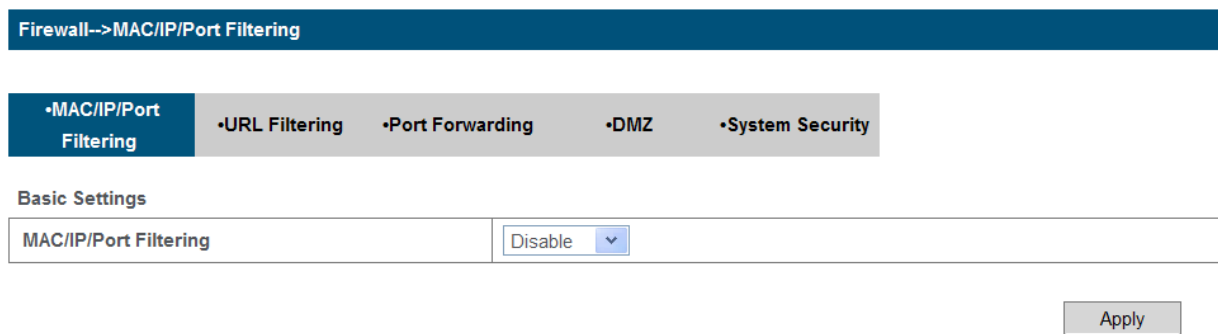 Firewall-->MAC/IP/Port Filtering
•MAC/IP/Port
Filtering
•URL Filtering
•Port Forwarding
•DMZ
•System Security
Basic Settings
MAC/IP/Port Filtering
Disable
Apply